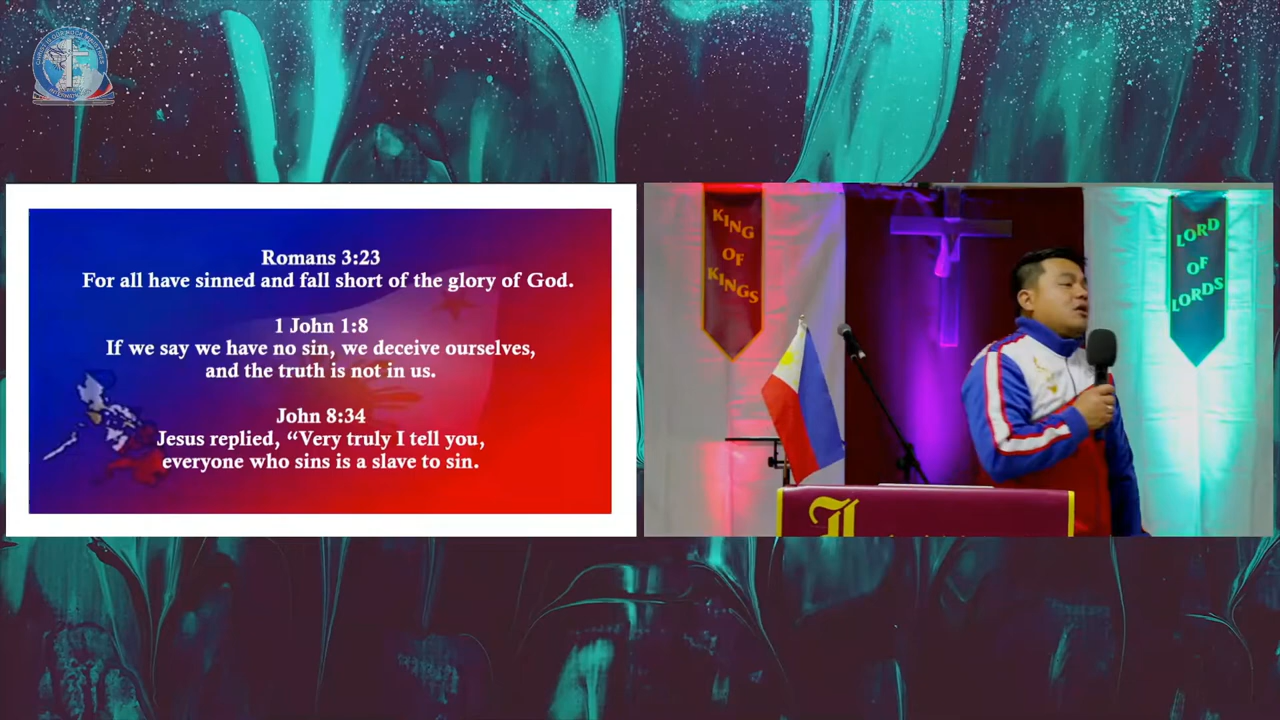 Romans 3:23
For all have sinned and fall short of the glory of God.
1 John 1:8
If we say we have no sin, we deceive ourselves,
and the truth is not in us.
John 8:34
Jesus replied, “Very truly I tell you,
everyone who sins is a slave to sin.
KING
OF
KINGS
LORD
OF
LORDS